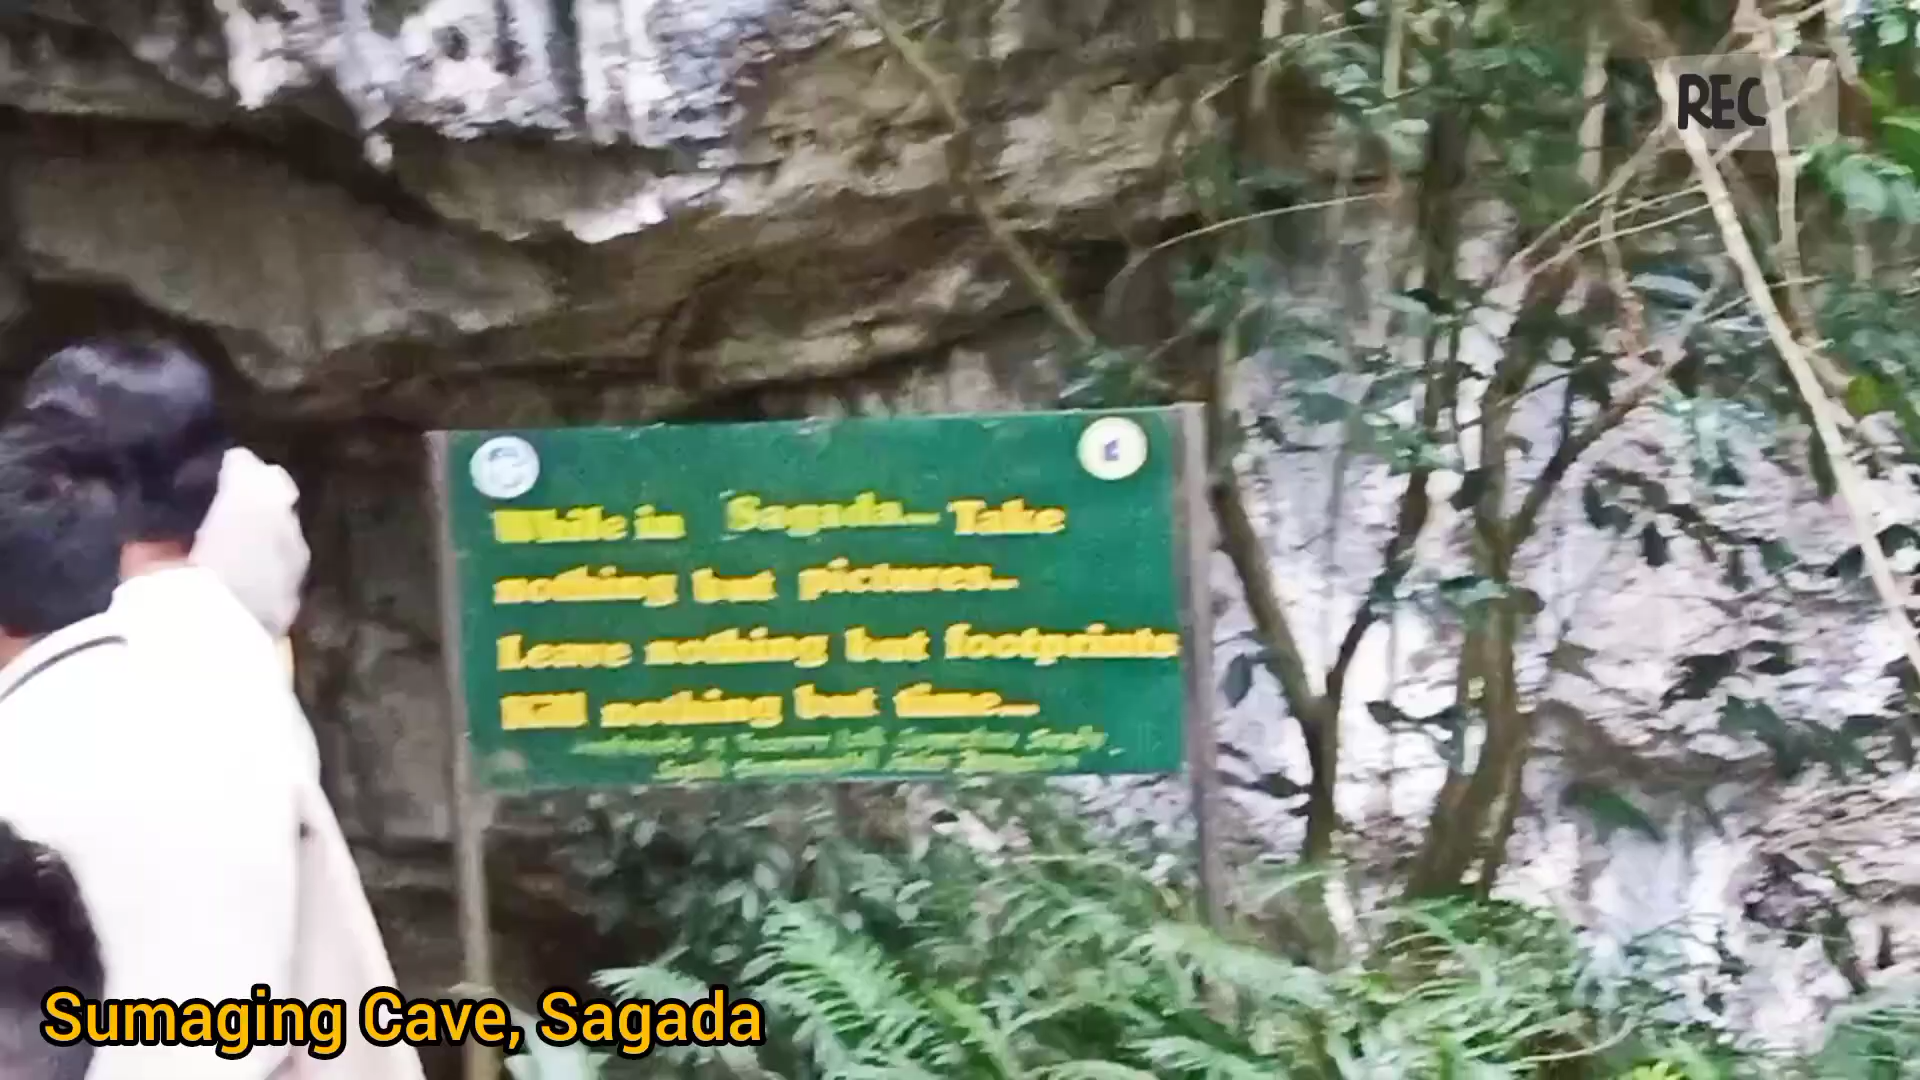 REC
While in Sagada... Take
nothing but pictures...
Leave nothing but footprints
Kill nothing but time...
Sumaging Cave, Sagada